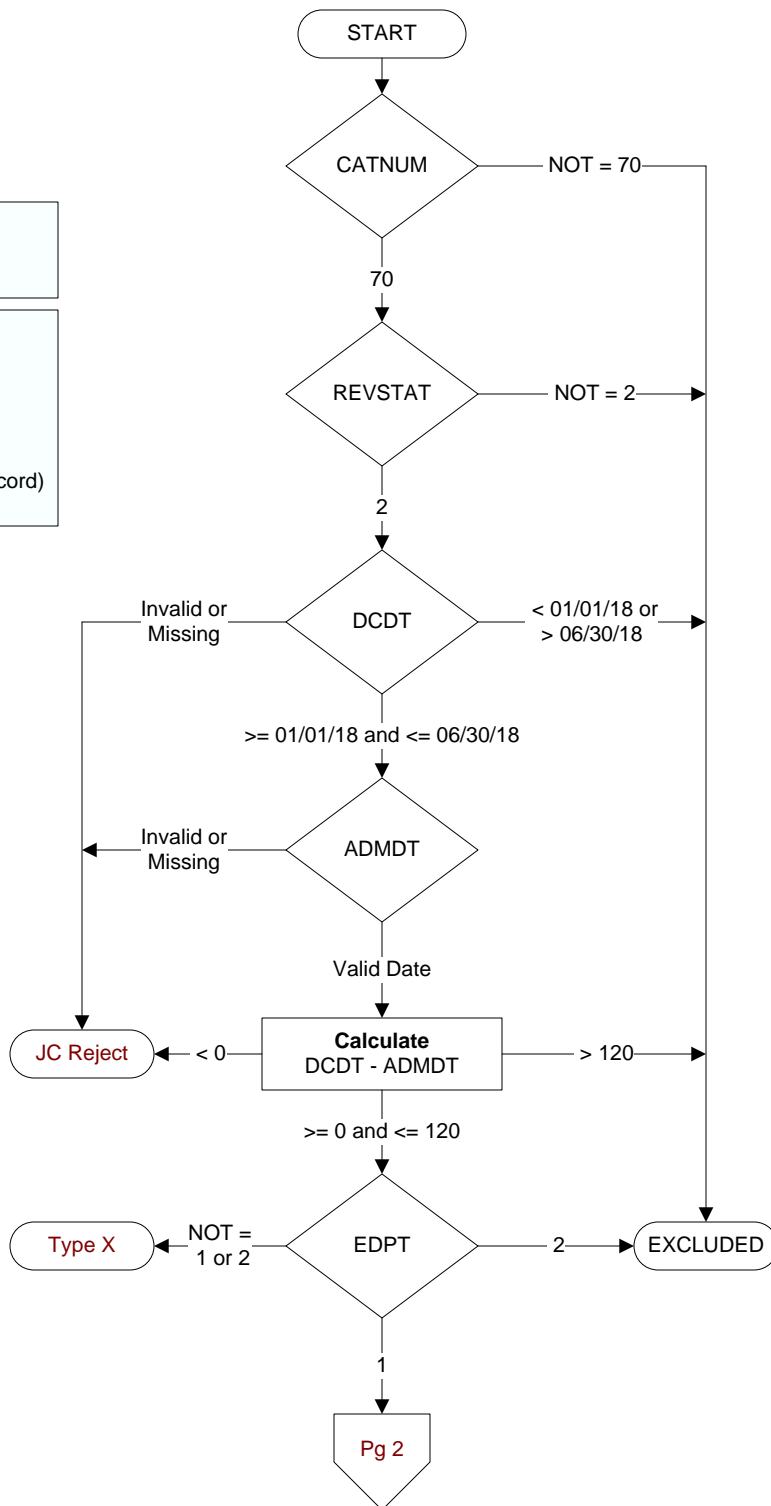 START
CATNUM
NOT = 70
70
REVSTAT
NOT = 2
cord)
2
Invalid or
Missing
DCDT
< 01/01/18 or
> 06/30/18
>= 01/01/18 and <= 06/30/18
Invalid or
Missing
ADMDT
Valid Date
JC Reject
< 0
Calculate
DCDT - ADMDT
> 120
>= 0 and <= 120
Type X
NOT =
1 or 2
EDPT
2
EXCLUDED
1
Pg 2